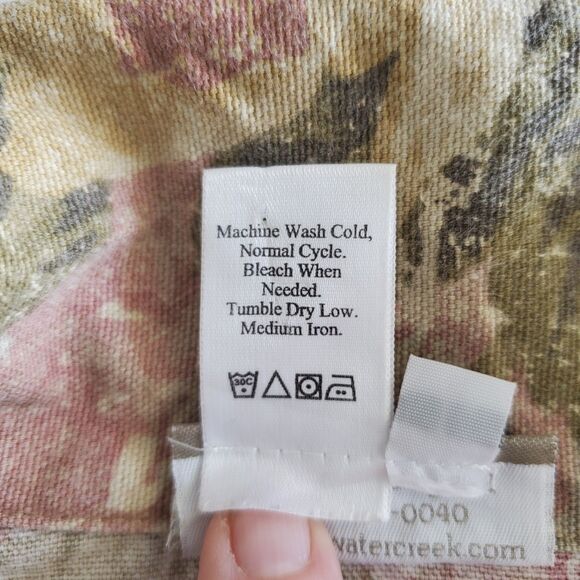 Machine Wash Cold,
Normal Cycle.
Bleach When
Needed.
Tumble Dry Low.
Medium Iron.
30C
-0040
watercreek.com